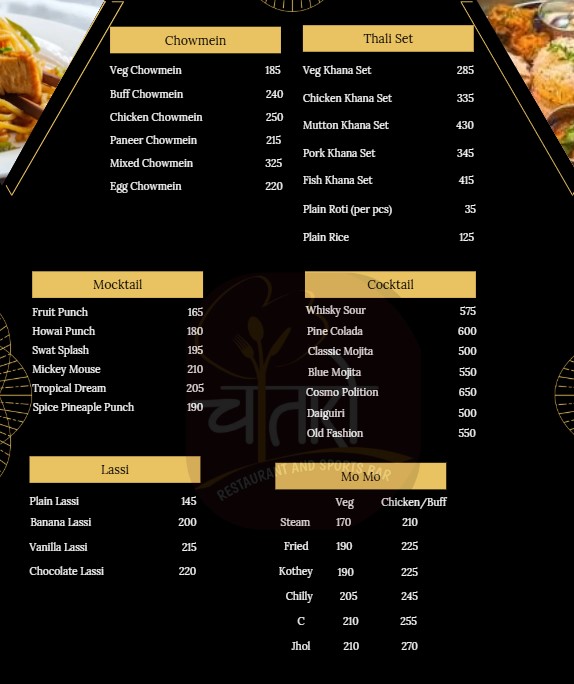 Chowmein
Veg Chowmein 185
Buff Chowmein 240
Chicken Chowmein 250
Paneer Chowmein 215
Mixed Chowmein 325
Egg Chowmein 220
Thali Set
Veg Khana Set 285
Chicken Khana Set 335
Mutton Khana Set 430
Pork Khana Set 345
Fish Khana Set 415
Plain Roti (per pcs) 35
Plain Rice 125
Mocktail
Fruit Punch 165
Howai Punch 180
Swat Splash 195
Mickey Mouse 210
Tropical Dream 205
Spice Pineaple Punch 190
Cocktail
Whisky Sour 575
Pine Colada 600
Classic Mojita 500
Blue Mojita 550
Cosmo Polition 650
Daiguiri 500
Old Fashion 550
RESTAURANT AND SPORTS BAR
Lassi
Plain Lassi 145
Banana Lassi 200
Vanilla Lassi 215
Chocolate Lassi 220
Mo Mo
Veg Chicken/Buff
Steam 170 210
Fried 190 225
Kothey 190 225
Chilly 205 245
C 210 255
Jhol 210 270